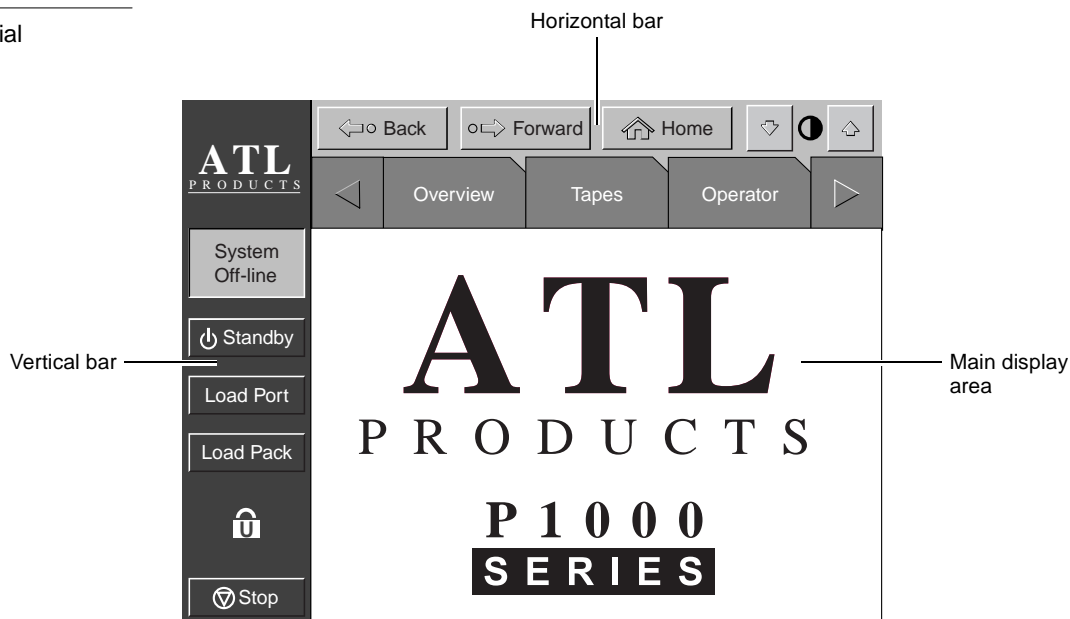 ial
Horizontal bar
Back
Forward
Home
ATL
PRODUCTS
Overview
Tapes
Operator
System
Off-line
Standby
Load Port
Load Pack
U
Stop
ATL
PRODUCTS
P1000
SERIES
Vertical bar
Main display
area